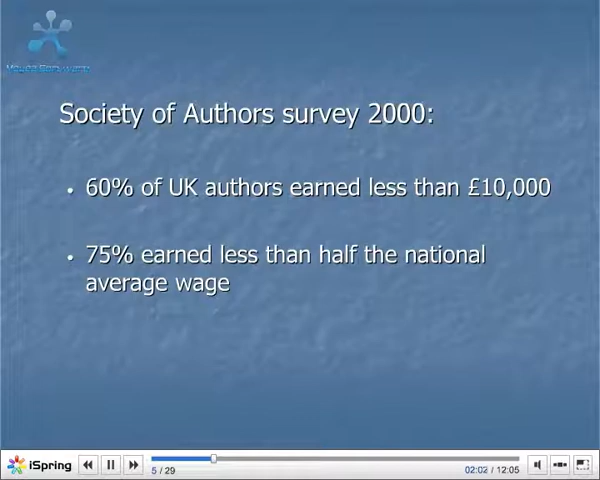 Society of Authors survey 2000:
• 60% of UK authors earned less than £10,000
• 75% earned less than half the national
average wage
iSpring
5 / 29
02:02 / 12:05